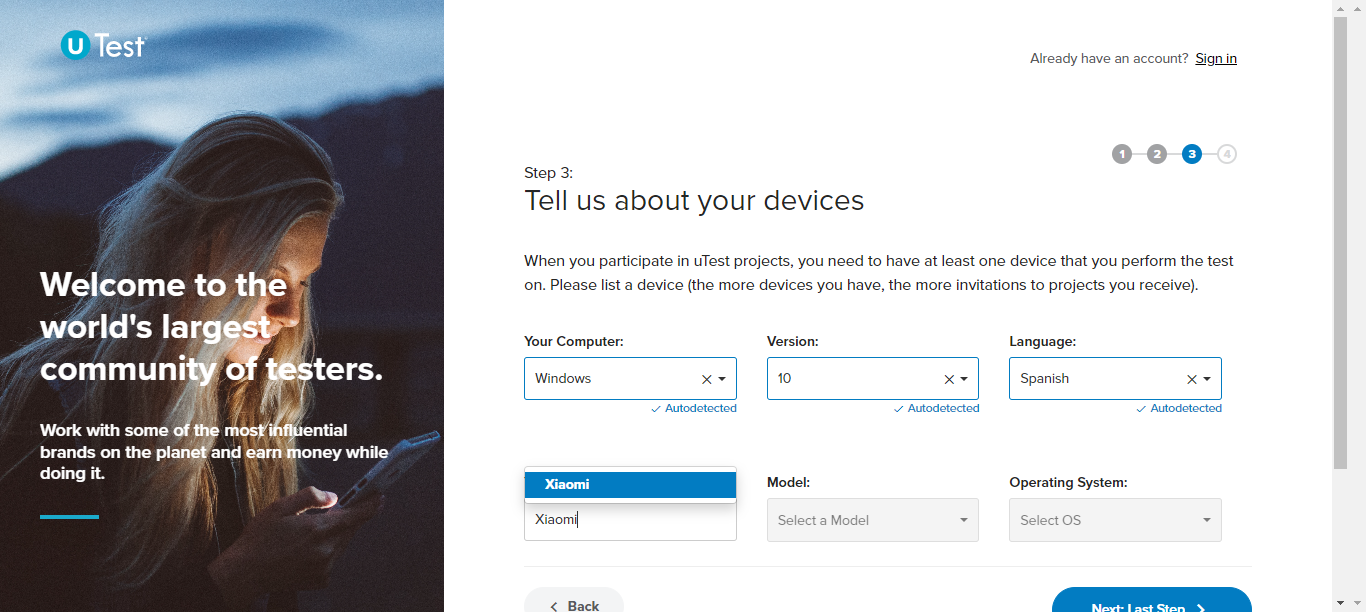 uTest
Already have an account? Sign in
1 2 3 4
Step 3:
Tell us about your devices
When you participate in uTest projects, you need to have at least one device that you perform the test
on. Please list a device (the more devices you have, the more invitations to projects you receive).
Welcome to the
world's largest
community of testers.
Work with some of the most influential
brands on the planet and earn money while
doing it.
Your Computer: Version: Language:
Windows 10 Spanish
Autodetected Autodetected Autodetected
Xiaomi Model: Operating System:
Xiaomi Select a Model Select OS
Back Next: Last Step